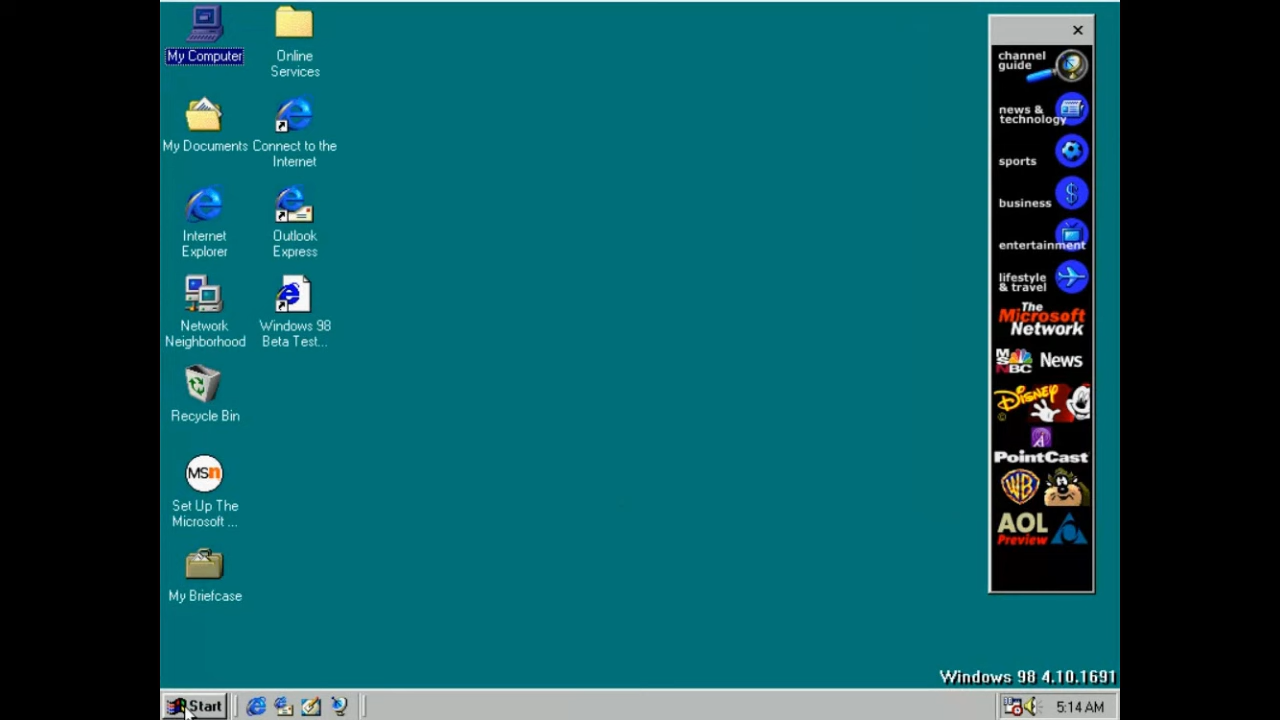 My Computer
Online
Services
My Documents
Connect to the
Internet
Internet
Explorer
Outlook
Express
Network
Neighborhood
Windows 98
Beta Test...
Recycle Bin
MSn
Set Up The
Microsoft ...
My Briefcase
channel
guide
news &
technology
sports
business
entertainment
lifestyle
& travel
The
Microsoft
Network
MSNBC News
Disney
PointCast
WB
AOL
Preview
Windows 98 4.10.1691
Start
5:14 AM